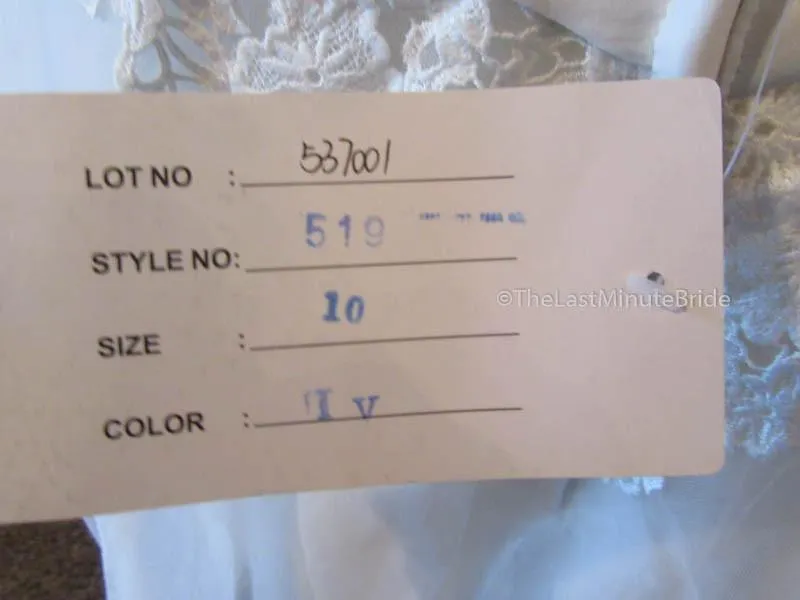 LOT NO : 537001
STYLE NO: 519
©TheLastMinuteBride
SIZE : 10
COLOR : IV